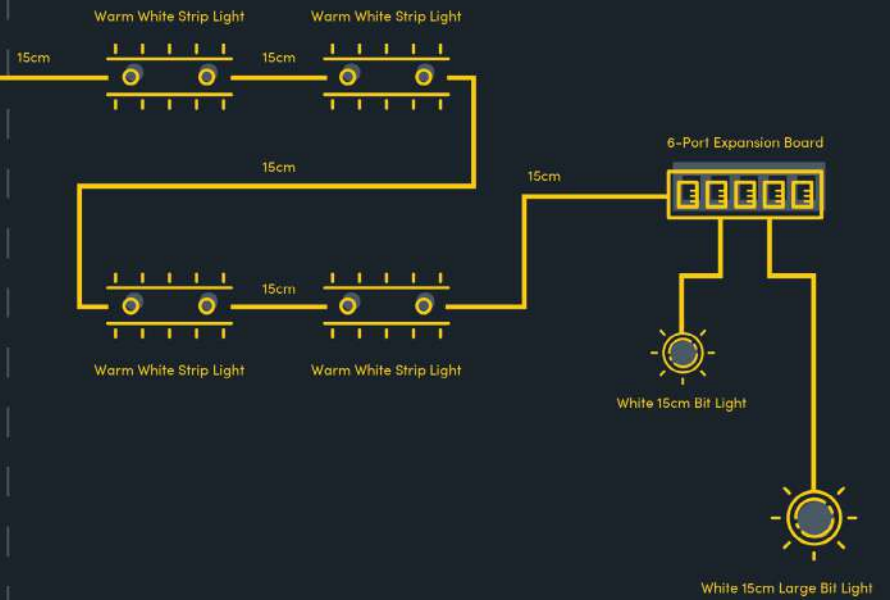 Warm White Strip Light
Warm White Strip Light
15cm
15cm
6-Port Expansion Board
15cm
15cm
15cm
Warm White Strip Light
Warm White Strip Light
White 15cm Bit Light
White 15cm Large Bit Light